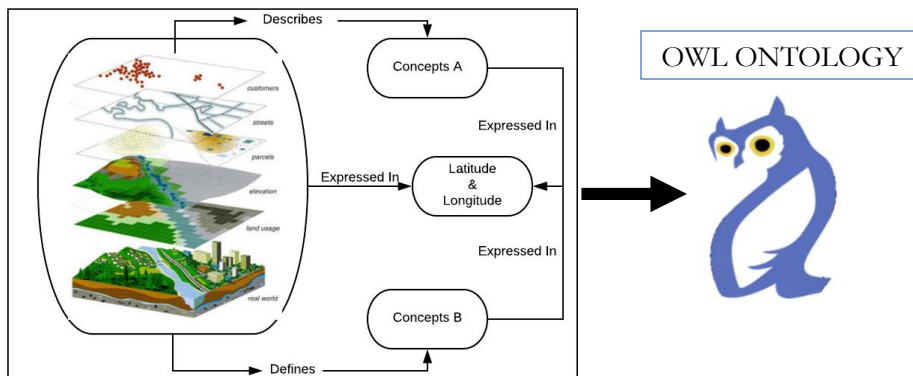 Describes
customers
streets
parcels
elevation
land usage
real world
Concepts A
Expressed In
Expressed In
Latitude
&
Longitude
Expressed In
Concepts B
Defines
OWL ONTOLOGY